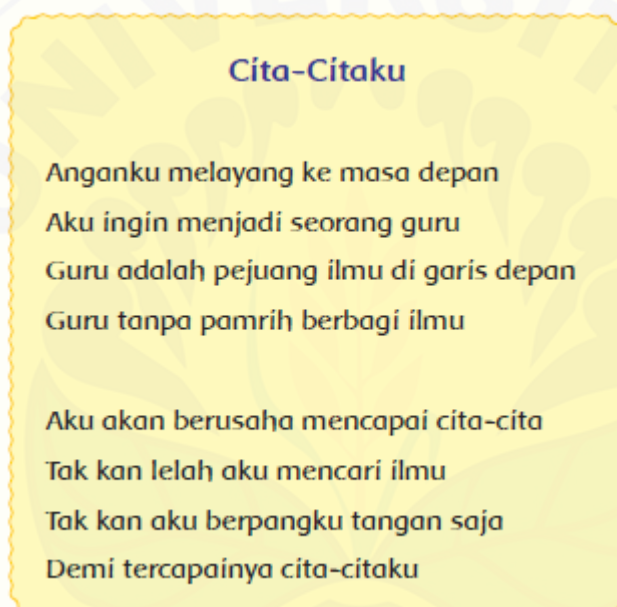 Cita-Citaku
Anganku melayang ke masa depan
Aku ingin menjadi seorang guru
Guru adalah pejuang ilmu di garis depan
Guru tanpa pamrih berbagi ilmu
Aku akan berusaha mencapai cita-cita
Tak kan lelah aku mencari ilmu
Tak kan aku berpangku tangan saja
Demi tercapainya cita-citaku